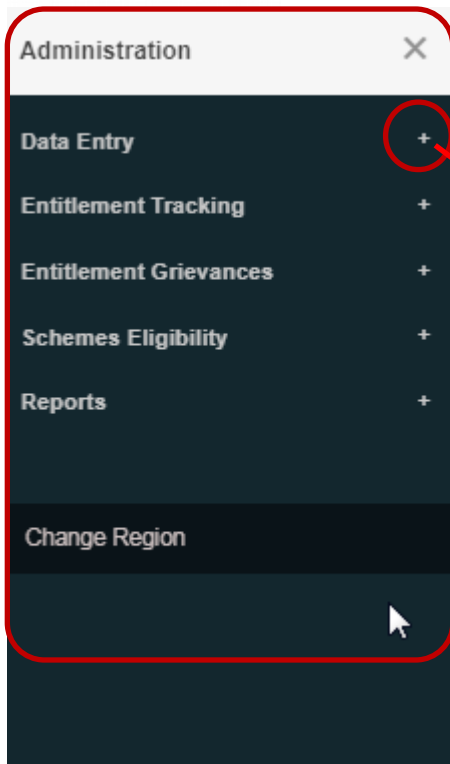 Administration ×
Data Entry +
Entitlement Tracking +
Entitlement Grievances +
Schemes Eligibility +
Reports +
Change Region